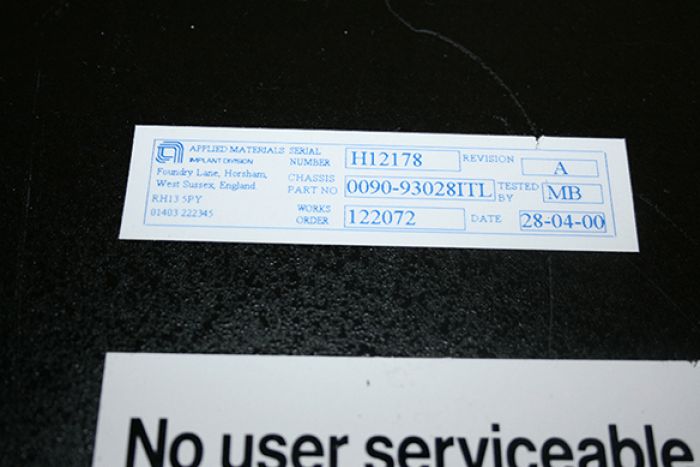 APPLIED MATERIALS
IMPLANT DIVISION
Foundry Lane, Horsham,
West Sussex, England.
RH13 5PY
01403 222345
SERIAL NUMBER H12178 REVISION A
CHASSIS PART NO 0090-93028ITL TESTED BY MB
WORKS ORDER 122072 DATE 28-04-00
No user serviceable